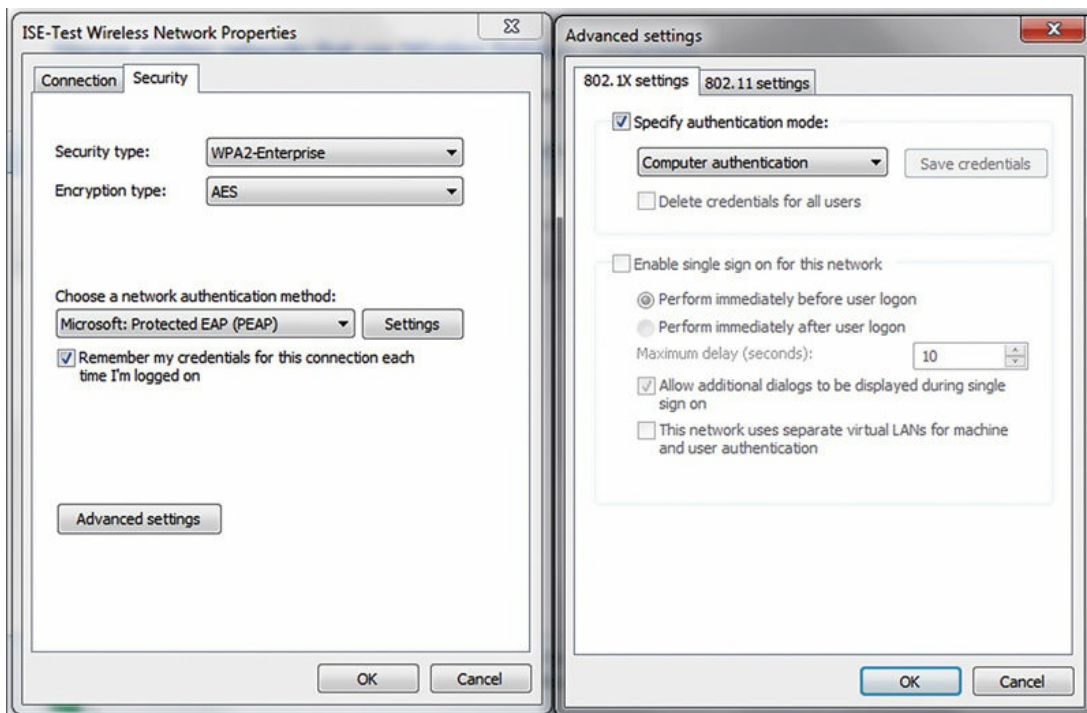 ISE-Test Wireless Network Properties
Connection
Security
Security type:
WPA2-Enterprise
Encryption type:
AES
Choose a network authentication method:
Microsoft: Protected EAP (PEAP)
Settings
Remember my credentials for this connection each
time I'm logged on
Advanced settings
OK
Cancel
Advanced settings
802.1X settings
802.11 settings
Specify authentication mode:
Computer authentication
Save credentials
Delete credentials for all users
Enable single sign on for this network
Perform immediately before user logon
Perform immediately after user logon
Maximum delay (seconds):
10
Allow additional dialogs to be displayed during single
sign on
This network uses separate virtual LANs for machine
and user authentication
OK
Cancel